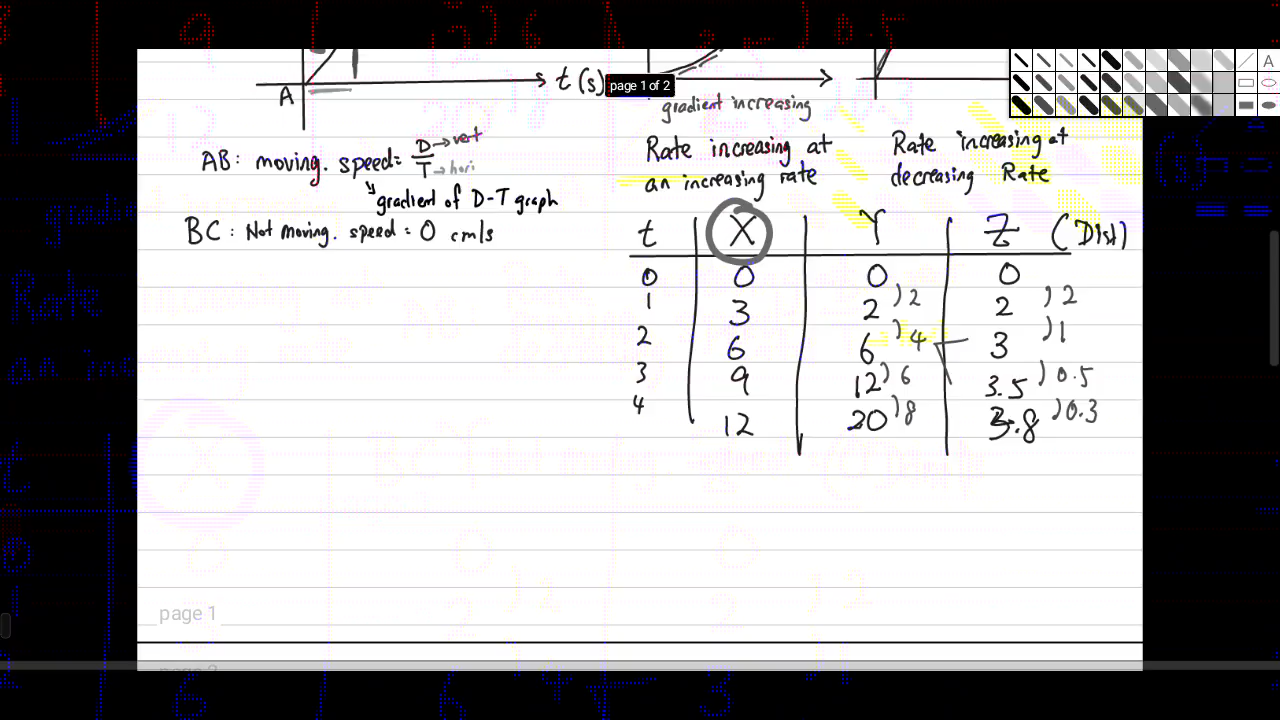 A
t (s)
page 1 of 2
A
gradient increasing
Rate increasing at
an increasing rate
Rate increasing at
decreasing Rate
AB: moving. speed = D → vert
T → hori
gradient of D-T graph
BC: Not moving. speed = 0 cm/s
t X Y Z (Dist)
0 0 0 0
1 3 2 )2 2 )2
2 6 6 )4 3 )1
3 9 12 )6 3.5 )0.5
4 12 20 )8 3.8 )0.3
page 1